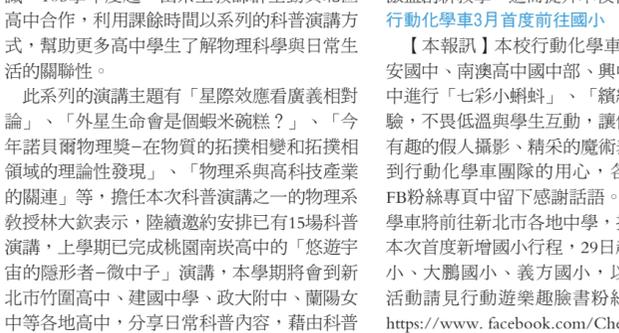 高中合作，利用課餘時間以系列的科普演講方
式，幫助更多高中學生了解物理科學與日常生
活的關聯性。
此系列的演講主題有「星際效應看廣義相對
論」、「外星生命會是個蝦米碗糕？」、「今
年諾貝爾物理獎–在物質的拓撲相變和拓撲相
領域的理論性發現」、「物理系與高科技產業
的關連」等，擔任本次科普演講之一的物理系
教授林大欽表示，陸續邀約安排已有15場科普
演講，上學期已完成桃園南崁高中的「悠遊宇
宙的隱形者–微中子」演講，本學期將會到新
北市竹圍高中、建國中學、政大附中、蘭陽女
中等各地高中，分享日常科普內容，藉由科普
行動化學車3月首度前往國小
【本報訊】本校行動化學車
安國中、南澳高中國中部、興中
中進行「七彩小蝌蚪」、「繽
驗，不畏低溫與學生互動，讓
有趣的假人攝影、精采的魔術
到行動化學車團隊的用心，各
FB粉絲專頁中留下感謝話語。
學車將前往新北市各地中學，
本次首度新增國小行程，29日
小、大鵬國小、義方國小，以
活動請見行動遊樂趣臉書粉絲
https://www. facebook.com/Che